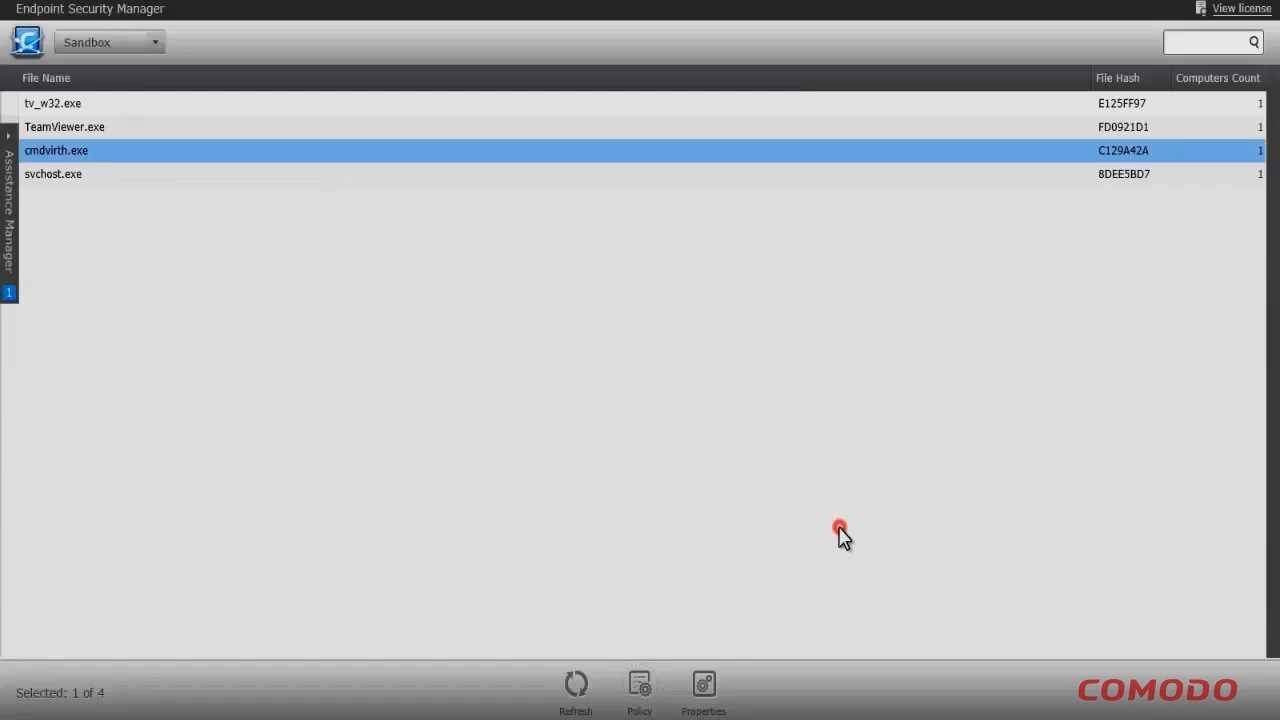 Endpoint Security Manager
View license
Sandbox
File Name File Hash Computers Count
tv_w32.exe E125FF97 1
TeamViewer.exe FD0921D1 1
cmdvirth.exe C129A42A 1
svchost.exe 8DEE5BD7 1
Assistance Manager
1
Selected: 1 of 4
Refresh Policy Properties
COMODO